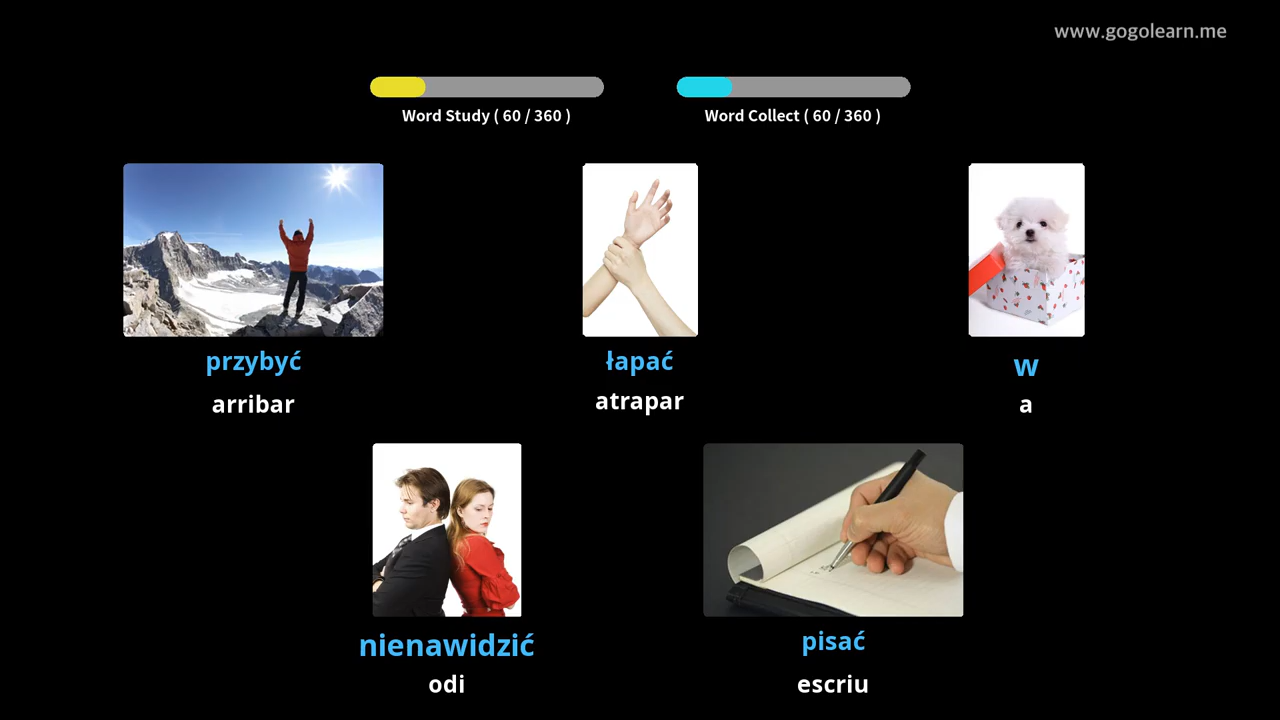 www.gogolearn.me
Word Study ( 60 / 360 )
Word Collect ( 60 / 360 )
przybyć
arribar
łapać
atrapar
w
a
nienawidzić
odi
pisać
escriu